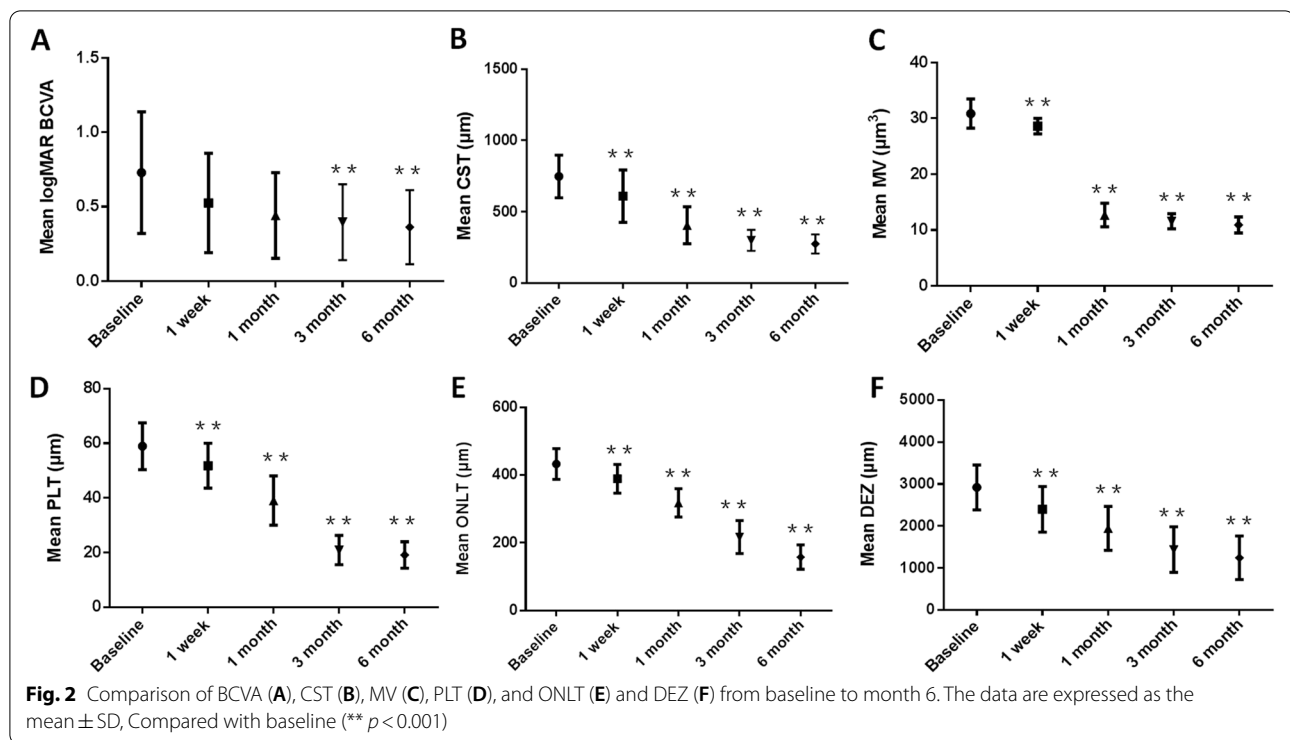 A
Mean logMAR BCVA
1.5
1.0
0.5
0.0
** **
Baseline
1 week
1 month
3 month
6 month
B
Mean CST (µm)
1500
1000
500
0
** ** ** **
Baseline
1 week
1 month
3 month
6 month
C
Mean MV (µm³)
40
30
20
10
0
** ** ** **
Baseline
1 week
1 month
3 month
6 month
D
Mean PLT (µm)
80
60
40
20
0
** ** ** **
Baseline
1 week
1 month
3 month
6 month
E
Mean ONLT (µm)
600
400
200
0
** ** ** **
Baseline
1 week
1 month
3 month
6 month
F
Mean DEZ (µm)
5000
4000
3000
2000
1000
0
** ** ** **
Baseline
1 week
1 month
3 month
6 month
Fig. 2 Comparison of BCVA (A), CST (B), MV (C), PLT (D), and ONLT (E) and DEZ (F) from baseline to month 6. The data are expressed as the
mean ± SD, Compared with baseline (** p < 0.001)